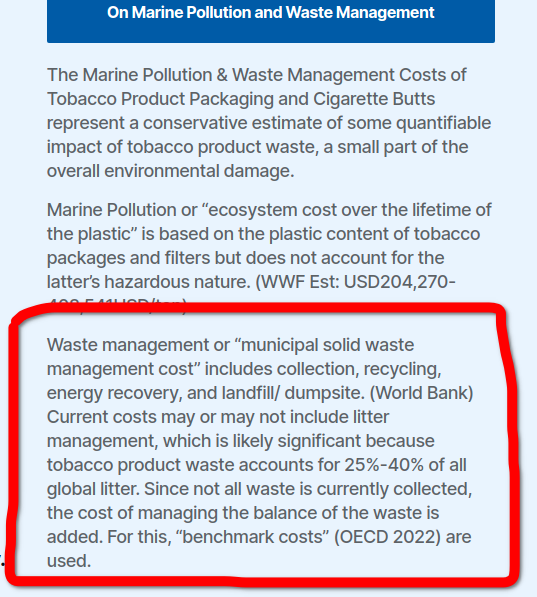 On Marine Pollution and Waste Management
The Marine Pollution & Waste Management Costs of
Tobacco Product Packaging and Cigarette Butts
represent a conservative estimate of some quantifiable
impact of tobacco product waste, a small part of the
overall environmental damage.
Marine Pollution or “ecosystem cost over the lifetime of
the plastic” is based on the plastic content of tobacco
packages and filters but does not account for the
latter’s hazardous nature. (WWF Est: USD204,270-
Waste management or “municipal solid waste
management cost” includes collection, recycling,
energy recovery, and landfill/ dumpsite. (World Bank)
Current costs may or may not include litter
management, which is likely significant because
tobacco product waste accounts for 25%-40% of all
global litter. Since not all waste is currently collected,
the cost of managing the balance of the waste is
added. For this, “benchmark costs” (OECD 2022) are
used.